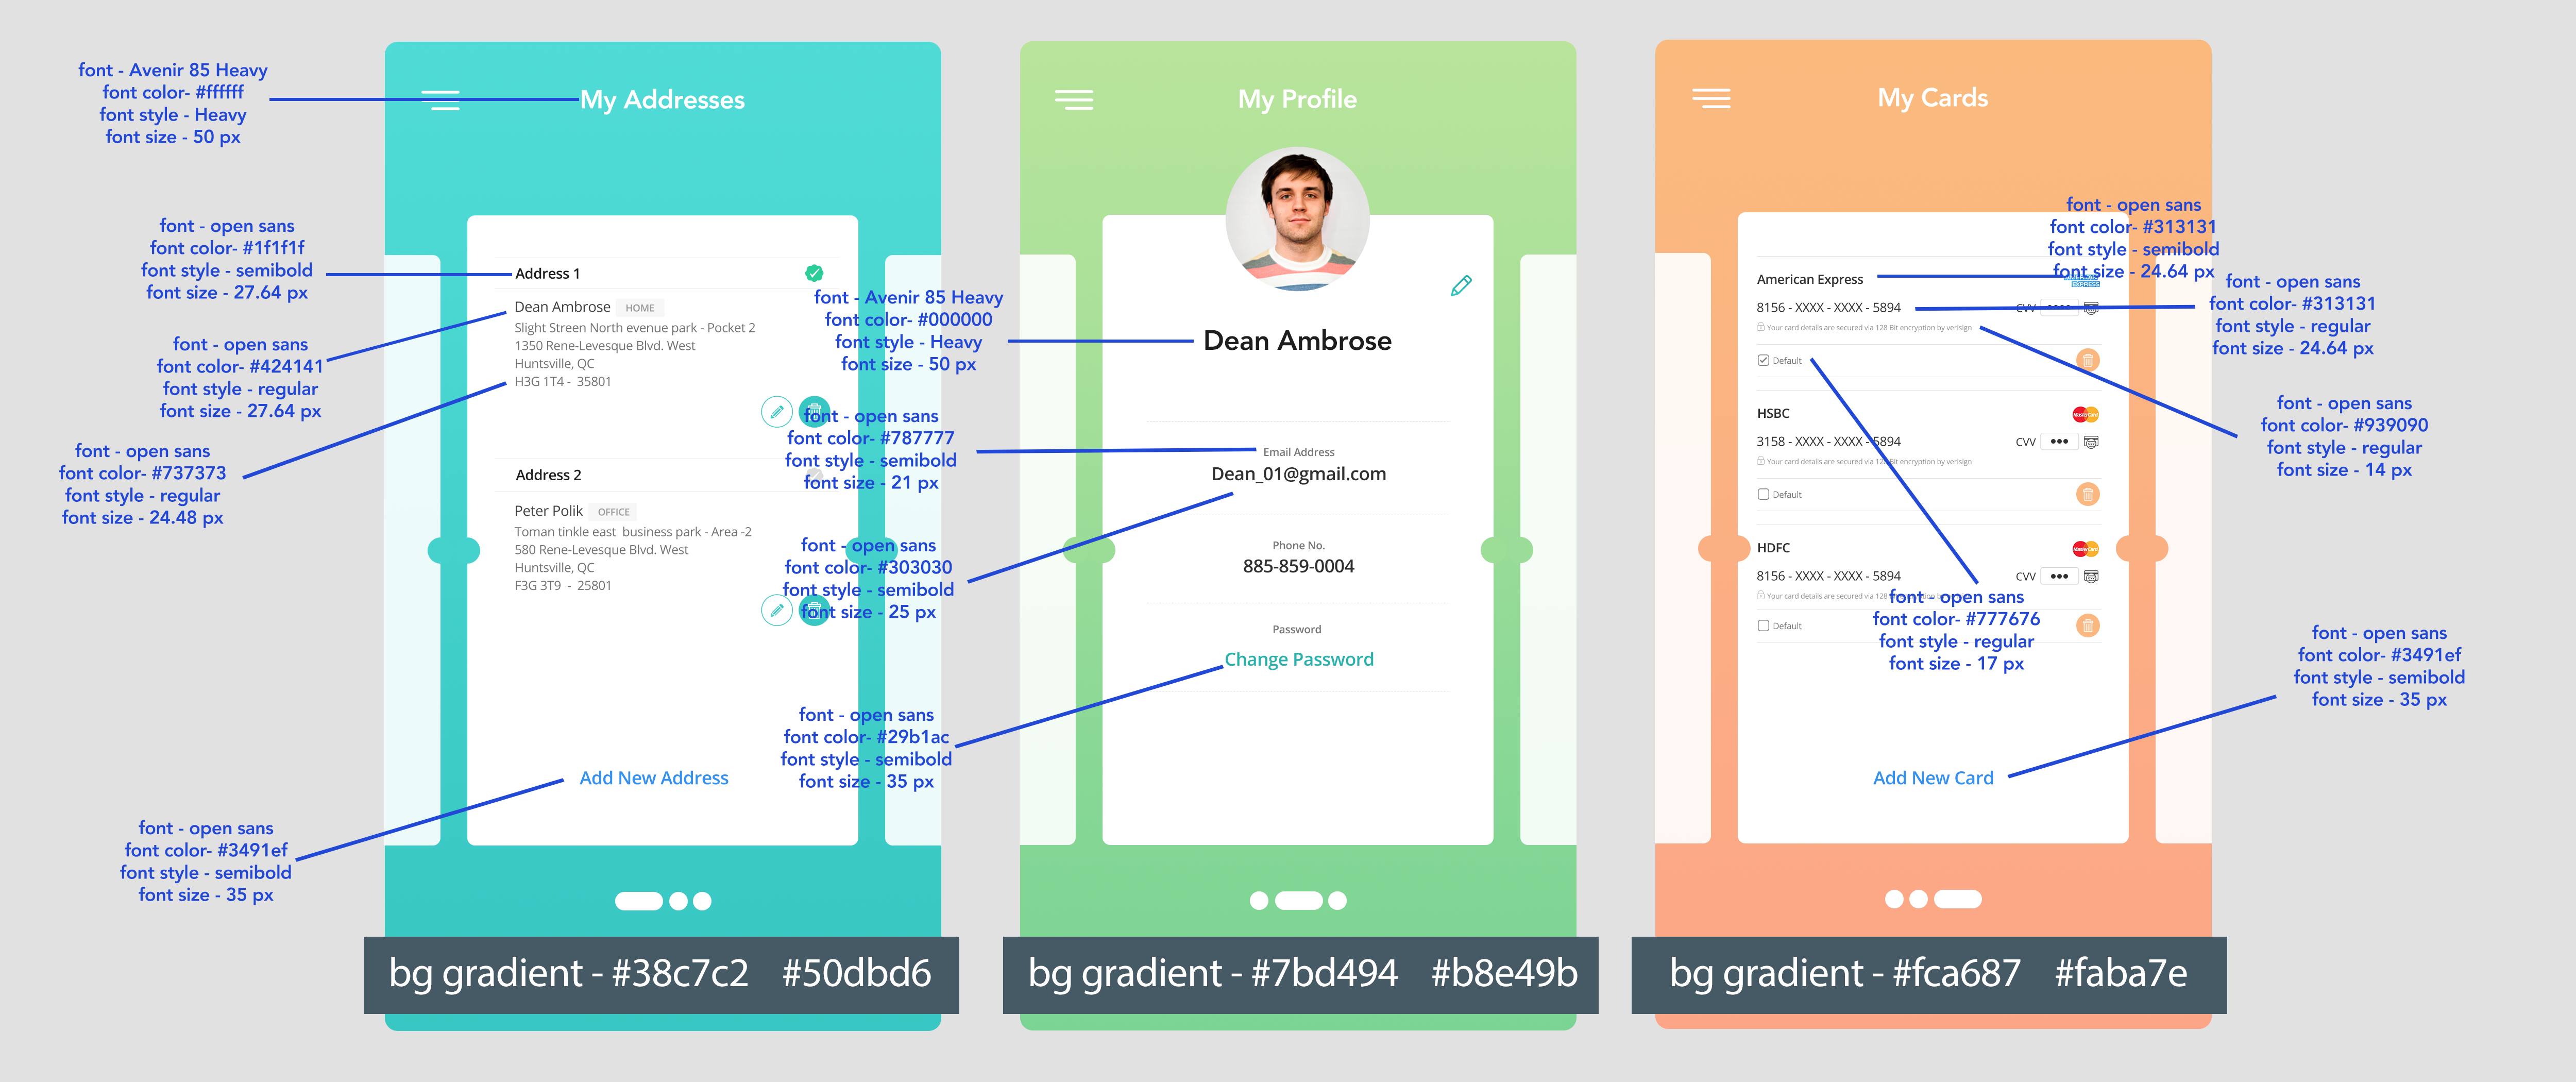 font - Avenir 85 Heavy
font color- #ffffff
font style - Heavy
font size - 50 px
font - open sans
font color- #1f1f1f
font style - semibold
font size - 27.64 px
font - open sans
font color- #424141
font style - regular
font size - 27.64 px
font - open sans
font color- #737373
font style - regular
font size - 24.48 px
font - open sans
font color- #3491ef
font style - semibold
font size - 35 px
My Addresses
Address 1
Dean Ambrose HOME
Slight Streen North evenue park - Pocket 2
1350 Rene-Levesque Blvd. West
Huntsville, QC
H3G 1T4 - 35801
Address 2
Peter Polik OFFICE
Toman tinkle east business park - Area -2
580 Rene-Levesque Blvd. West
Huntsville, QC
F3G 3T9 - 25801
Add New Address
bg gradient - #38c7c2 #50dbd6
font - Avenir 85 Heavy
font color- #000000
font style - Heavy
font size - 50 px
font - open sans
font color- #787777
font style - semibold
font size - 21 px
font - open sans
font color- #303030
font style - semibold
font size - 25 px
font - open sans
font color- #29b1ac
font style - semibold
font size - 35 px
My Profile
Dean Ambrose
Email Address
Dean_01@gmail.com
Phone No.
885-859-0004
Password
Change Password
bg gradient - #7bd494 #b8e49b
My Cards
American Express
EXPRESS
8156 - XXXX - XXXX - 5894 CVV
Your card details are secured via 128 Bit encryption by verisign
Default
HSBC
MasterCard
3158 - XXXX - XXXX - 5894 CVV
Your card details are secured via 128 Bit encryption by verisign
Default
HDFC
MasterCard
8156 - XXXX - XXXX - 5894 CVV
Your card details are secured via 128
Default
Add New Card
bg gradient - #fca687 #faba7e
font - open sans
font color- #313131
font style - semibold
font size - 24.64 px
font - open sans
font color- #313131
font style - regular
font size - 24.64 px
font - open sans
font color- #939090
font style - regular
font size - 14 px
font - open sans
font color- #777676
font style - regular
font size - 17 px
font - open sans
font color- #3491ef
font style - semibold
font size - 35 px